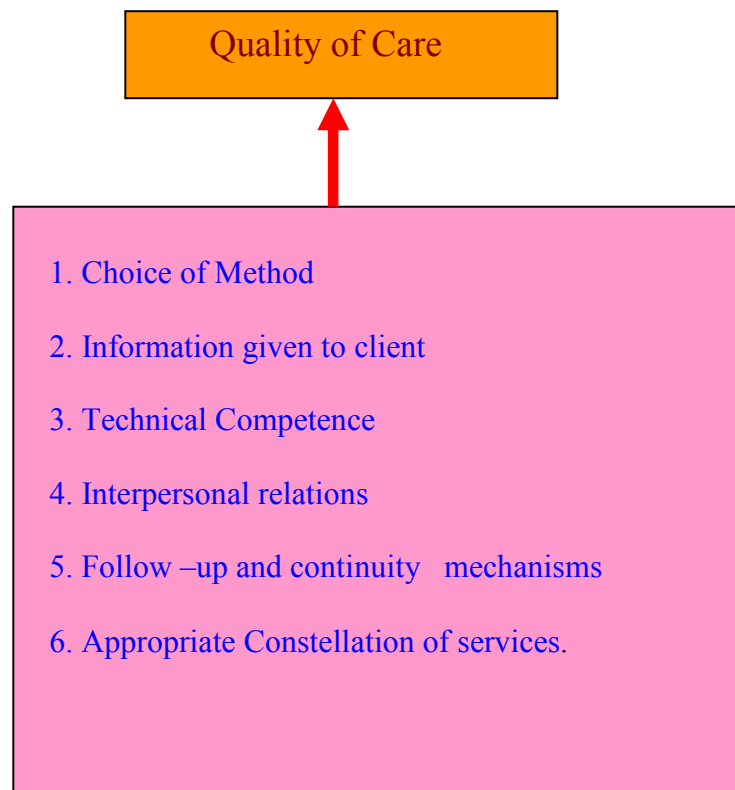 Quality of Care
1. Choice of Method
2. Information given to client
3. Technical Competence
4. Interpersonal relations
5. Follow –up and continuity mechanisms
6. Appropriate Constellation of services.